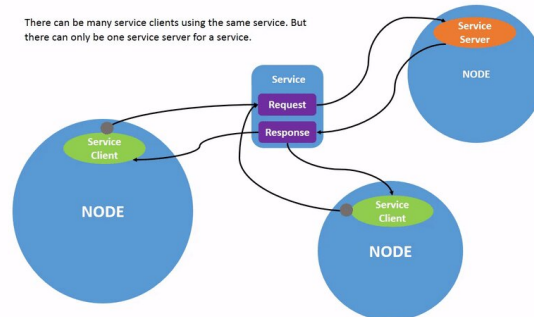 There can be many service clients using the same service. But
there can only be one service server for a service.
Service
Server
NODE
Service
Request
Response
Service
Client
NODE
Service
Client
NODE